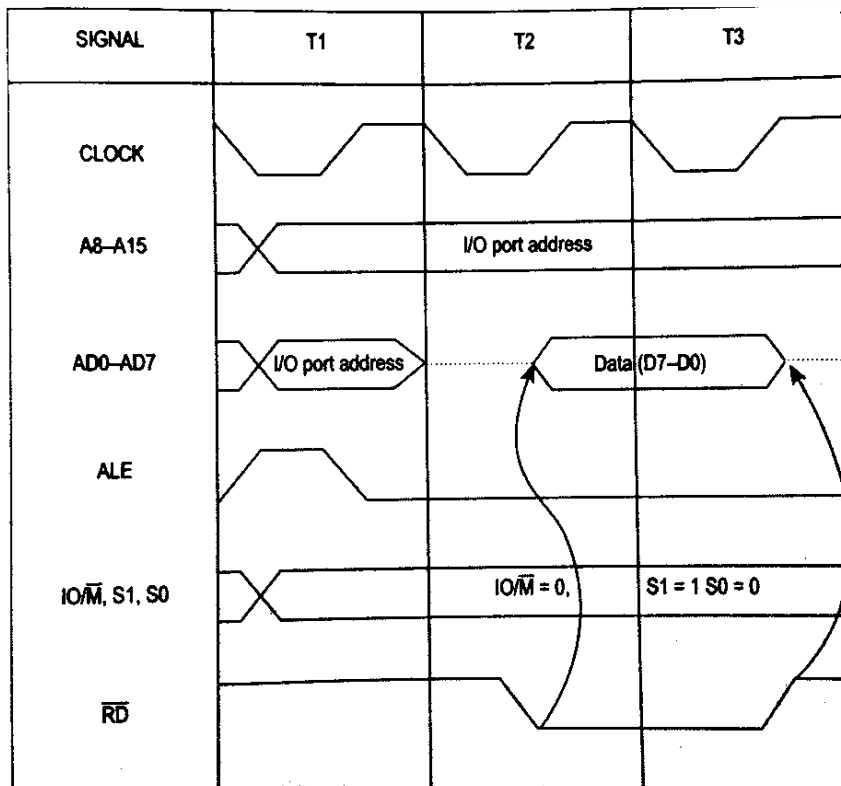 SIGNAL T1 T2 T3
CLOCK
A8–A15 I/O port address
AD0–AD7 I/O port address Data (D7–D0)
ALE
IO/M̅, S1, S0 IO/M̅ = 0, S1 = 1 S0 = 0
R̅D̅